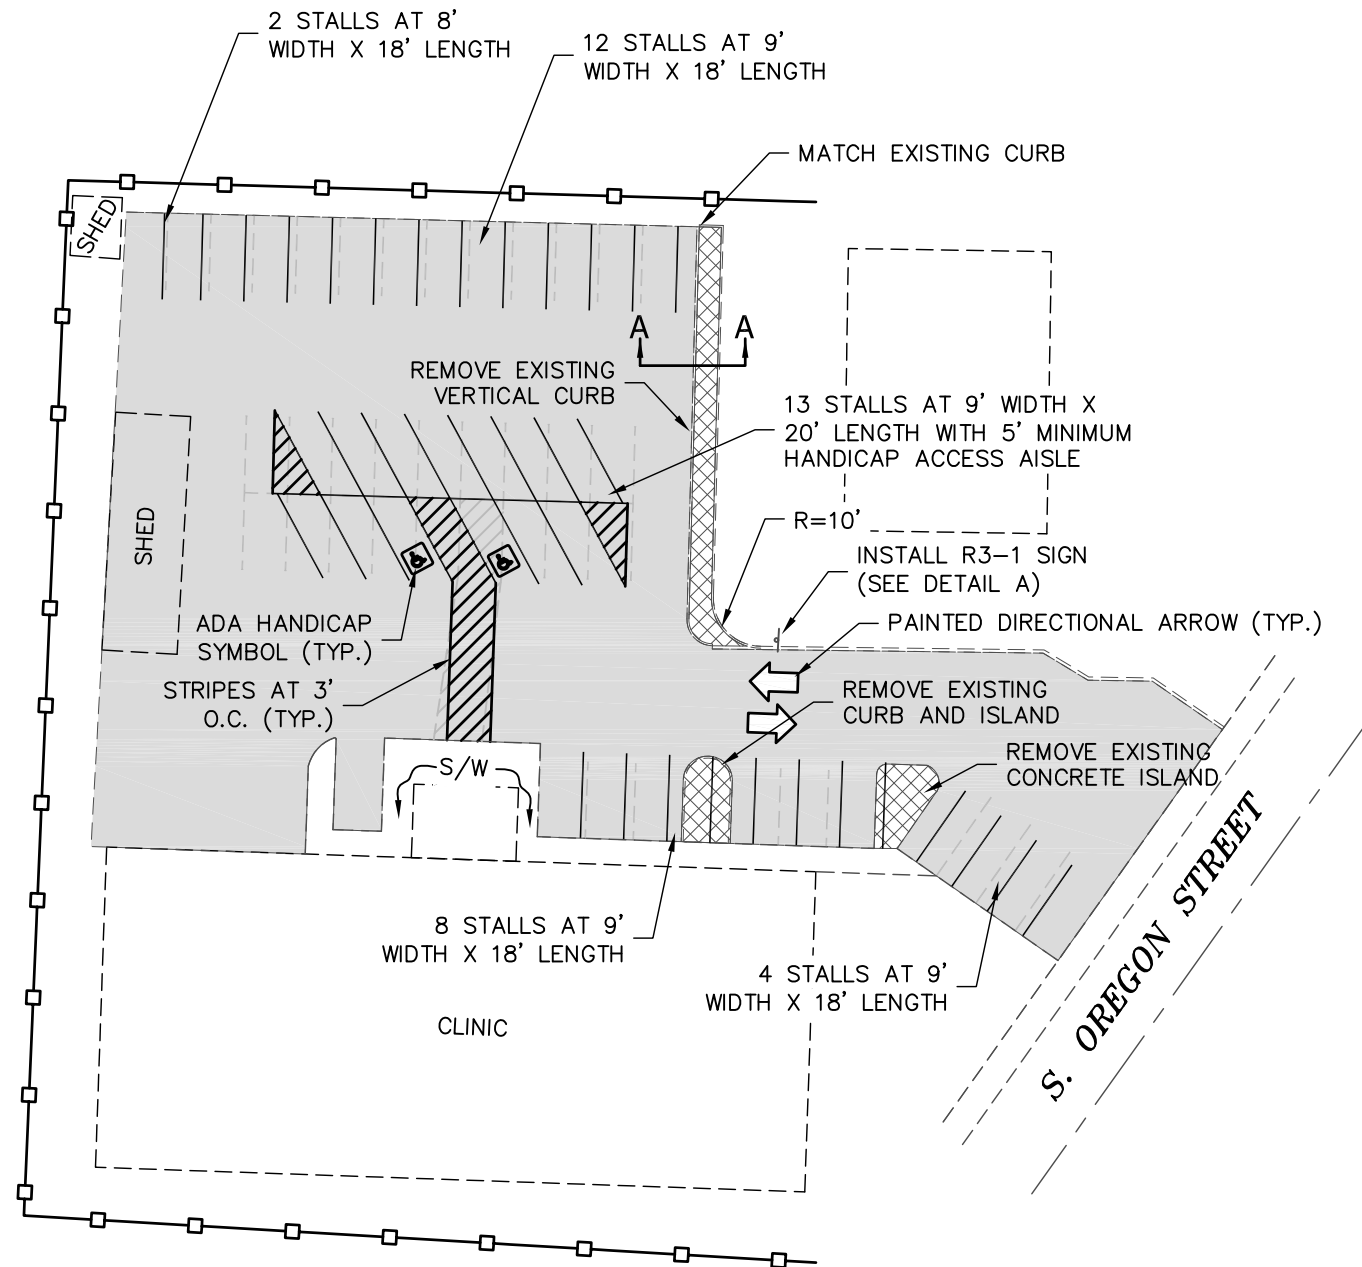 2 STALLS AT 8'
WIDTH X 18' LENGTH
12 STALLS AT 9'
WIDTH X 18' LENGTH
MATCH EXISTING CURB
SHED
A
A
REMOVE EXISTING
VERTICAL CURB
13 STALLS AT 9' WIDTH X
20' LENGTH WITH 5' MINIMUM
HANDICAP ACCESS AISLE
SHED
R=10'
INSTALL R3-1 SIGN
(SEE DETAIL A)
ADA HANDICAP
SYMBOL (TYP.)
PAINTED DIRECTIONAL ARROW (TYP.)
STRIPES AT 3'
O.C. (TYP.)
REMOVE EXISTING
CURB AND ISLAND
REMOVE EXISTING
CONCRETE ISLAND
S/W
8 STALLS AT 9'
WIDTH X 18' LENGTH
4 STALLS AT 9'
WIDTH X 18' LENGTH
S. OREGON STREET
CLINIC